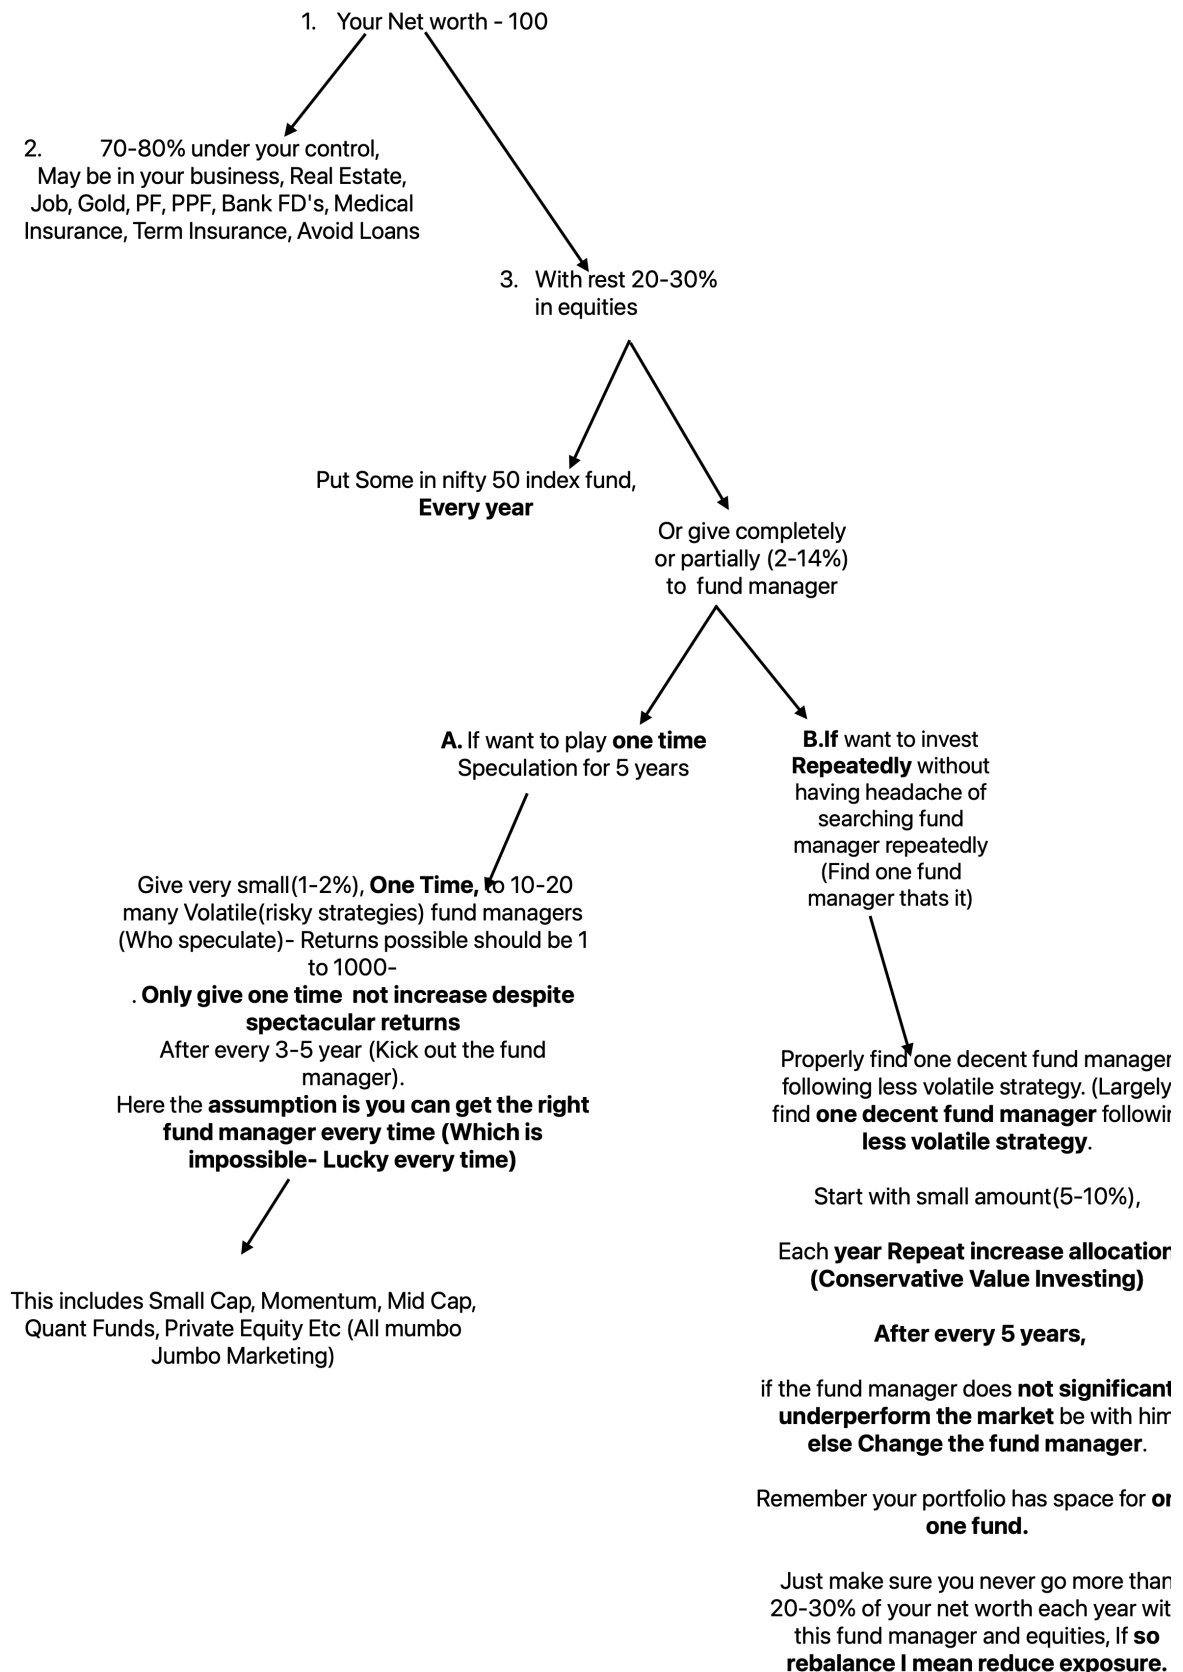 1. Your Net worth - 100
2. 70-80% under your control,
May be in your business, Real Estate,
Job, Gold, PF, PPF, Bank FD's, Medical
Insurance, Term Insurance, Avoid Loans
3. With rest 20-30%
in equities
Put Some in nifty 50 index fund,
Every year
Or give completely
or partially (2-14%)
to fund manager
A. If want to play one time
Speculation for 5 years
Give very small(1-2%), One Time, to 10-20
many Volatile(risky strategies) fund managers
(Who speculate)- Returns possible should be 1
to 1000-
. Only give one time not increase despite
spectacular returns
After every 3-5 year (Kick out the fund
manager).
Here the assumption is you can get the right
fund manager every time (Which is
impossible- Lucky every time)
This includes Small Cap, Momentum, Mid Cap,
Quant Funds, Private Equity Etc (All mumbo
Jumbo Marketing)
B.If want to invest
Repeatedly without
having headache of
searching fund
manager repeatedly
(Find one fund
manager thats it)
Properly find one decent fund manager
following less volatile strategy. (Largely
find one decent fund manager
less volatile strategy.
Start with small amount(5-10%),
Each year Repeat increase allocation
(Conservative Value Investing)
After every 5 years,
if the fund manager does not significant
underperform the market be with him
else Change the fund manager.
Remember your portfolio has space for
one fund.
Just make sure you never go more than
20-30% of your net worth each year
this fund manager and equities, If so
rebalance I mean reduce exposure.